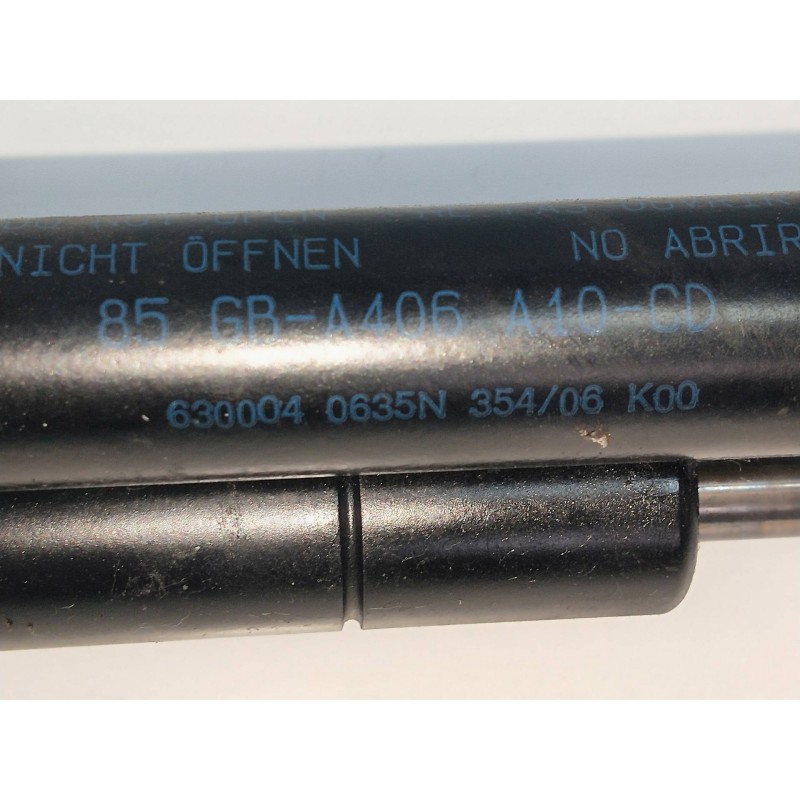 NICHT ÖFFNEN NO ABRIR
85 GB-A406 A10-CD
630004 0635N 354/06 K00